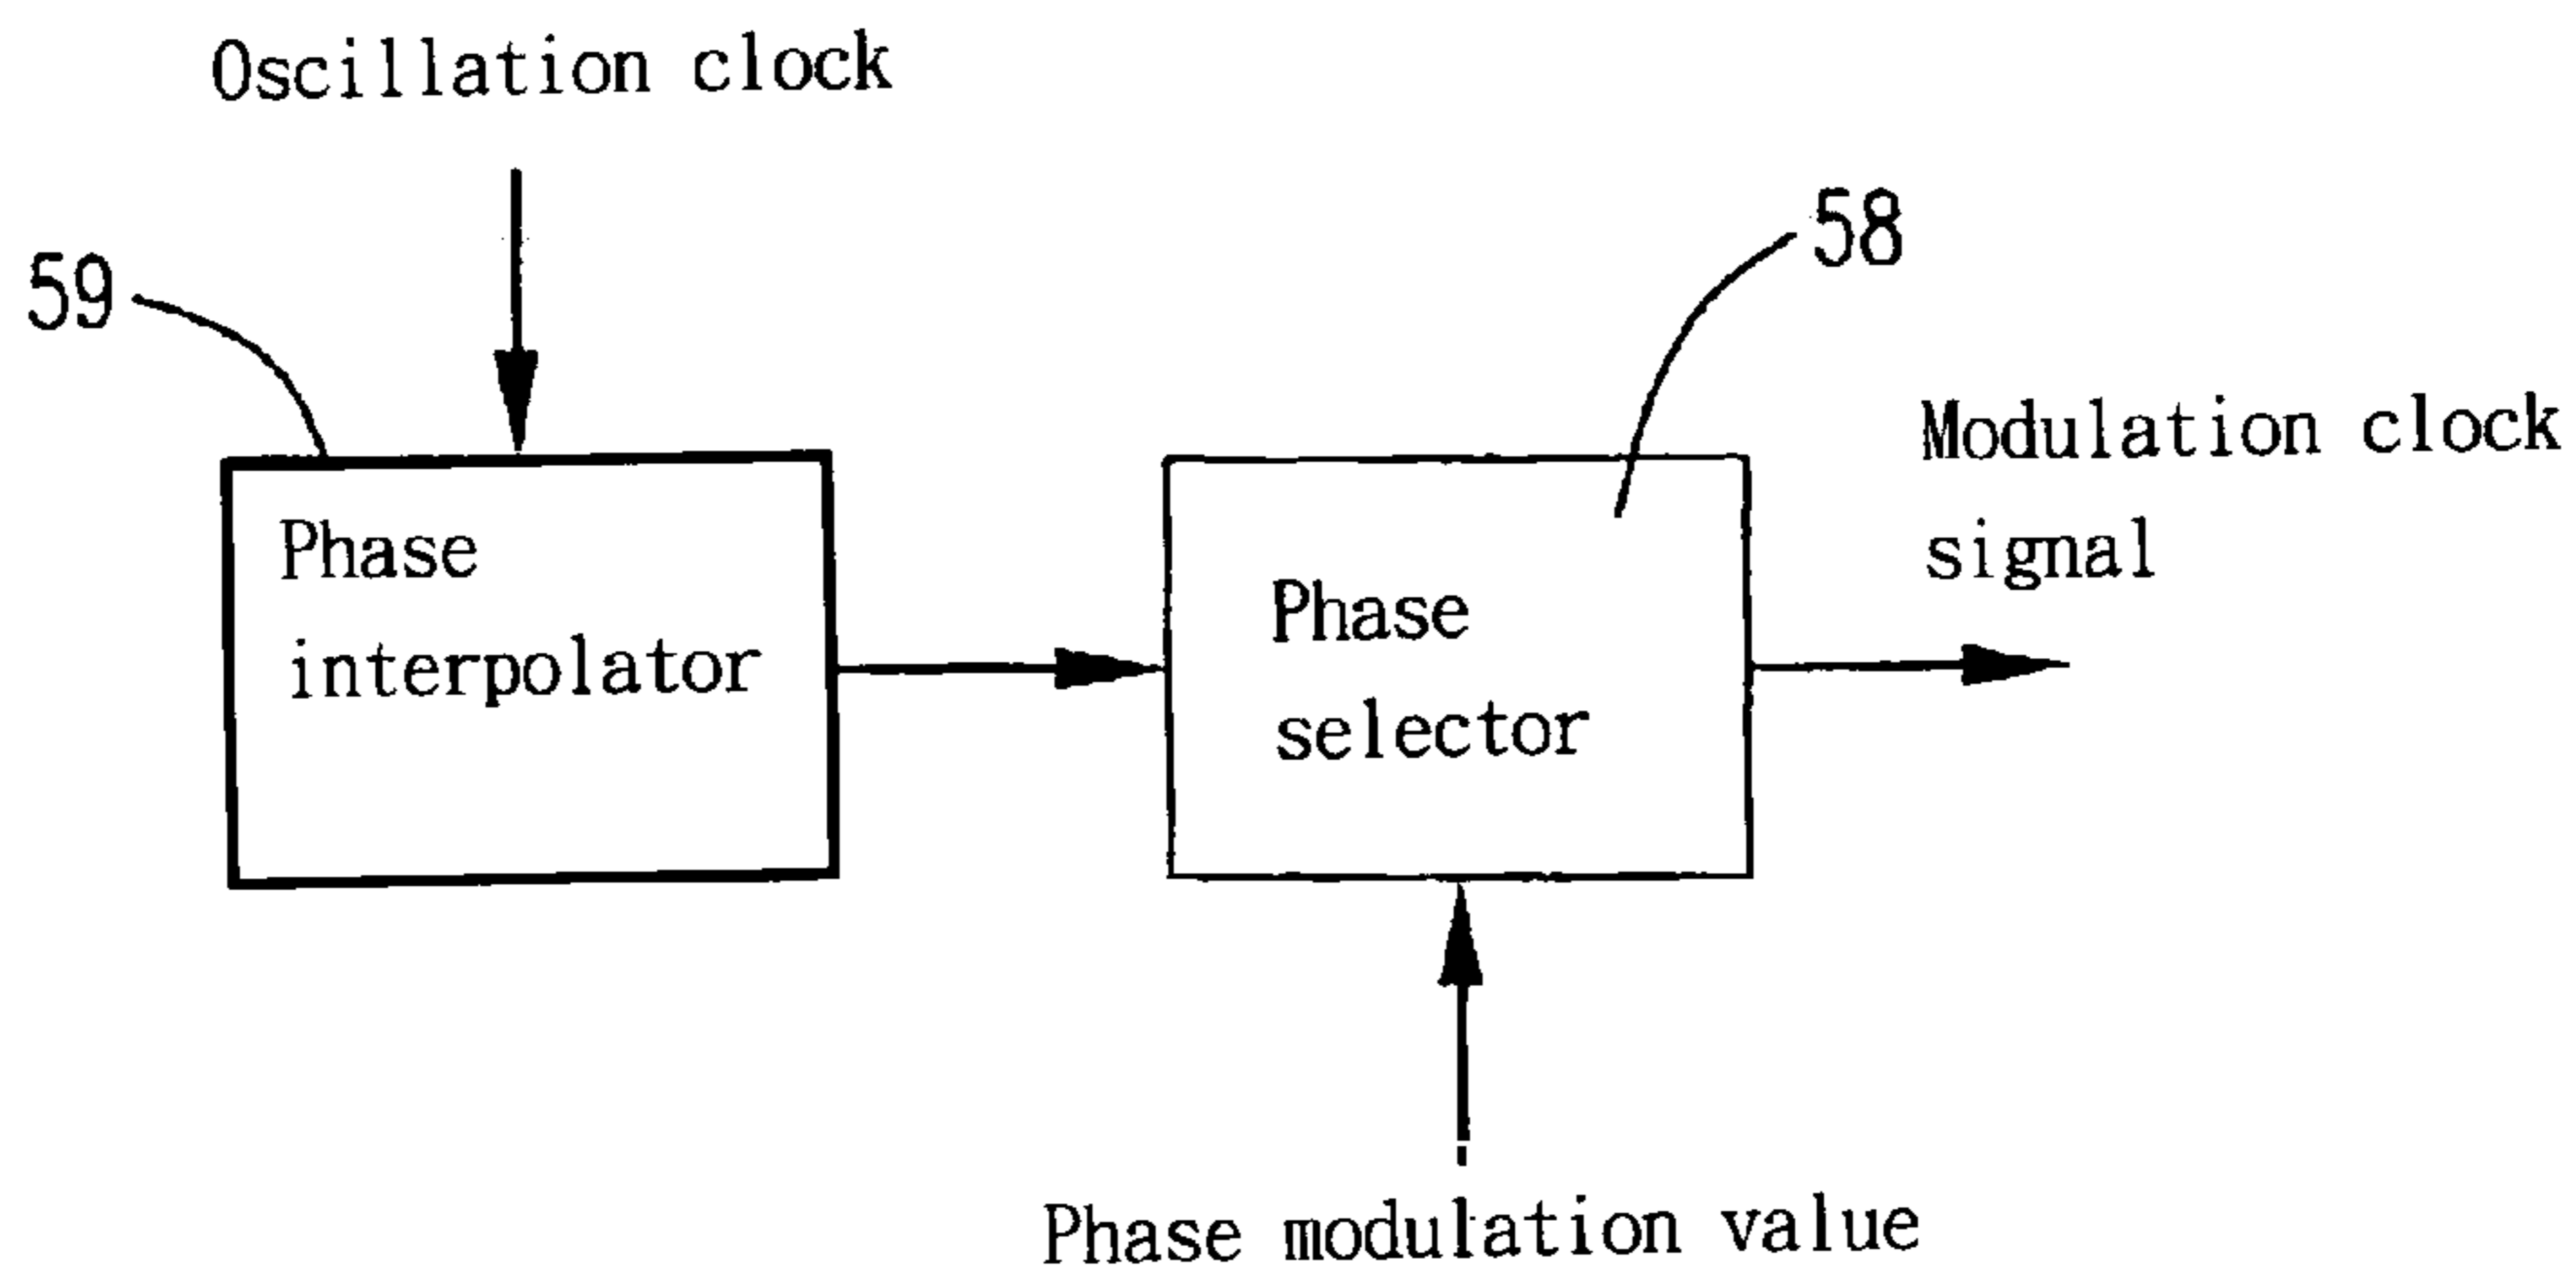 Oscillation clock
59
58
Phase
interpolator
Phase
selector
Modulation clock
signal
Phase modulation value